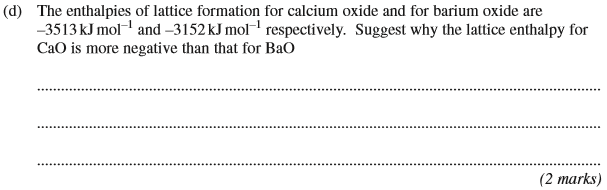 (d) The enthalpies of lattice formation for calcium oxide and for barium oxide are
–3513 kJ mol⁻¹ and –3152 kJ mol⁻¹ respectively. Suggest why the lattice enthalpy for
CaO is more negative than that for BaO
(2 marks)